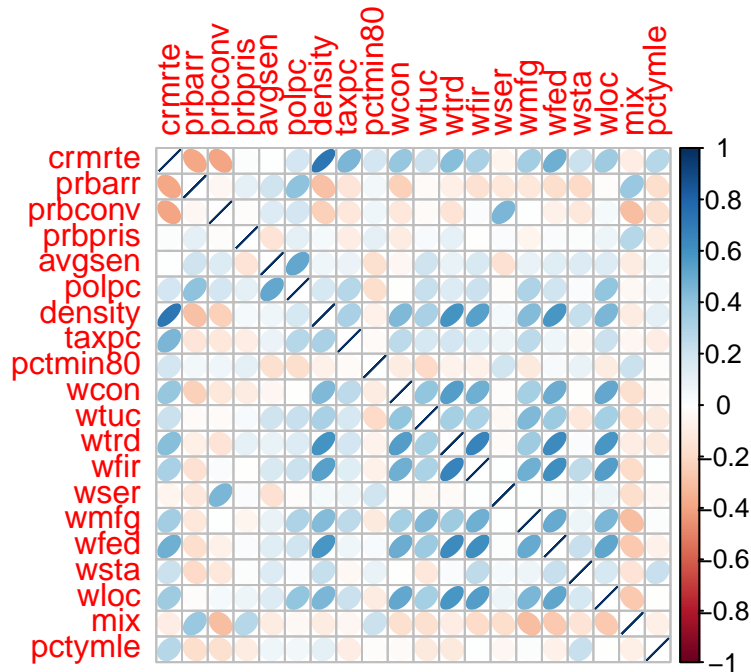 crmrte
prbarr
prbconv
prbpris
avgsen
polpc
density
taxpc
pctmin80
wcon
wtuc
wtrd
wfir
wser
wmfg
wfed
wsta
wloc
mix
pctymle
crmrte
prbarr
prbconv
prbpris
avgsen
polpc
density
taxpc
pctmin80
wcon
wtuc
wtrd
wfir
wser
wmfg
wfed
wsta
wloc
mix
pctymle
1
0.8
0.6
0.4
0.2
0
−0.2
−0.4
−0.6
−0.8
−1